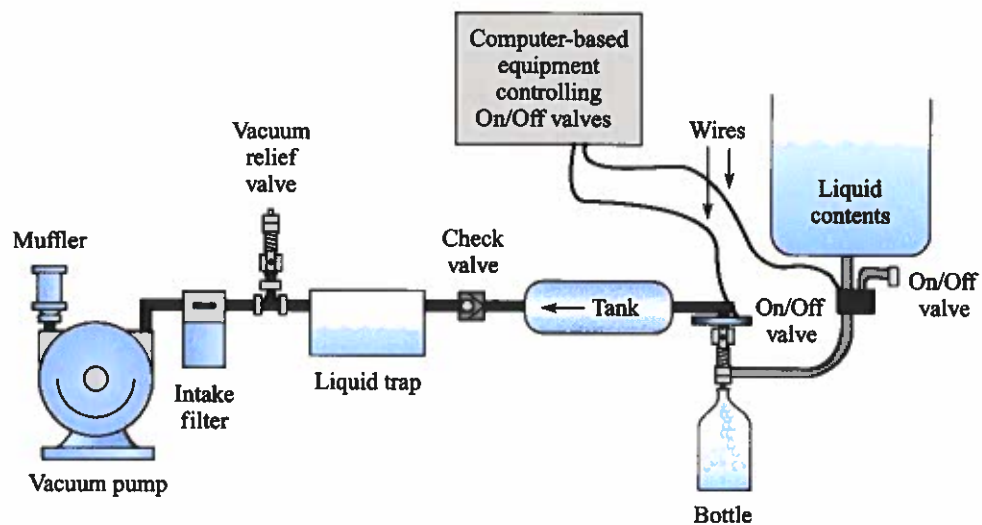 Computer-based
equipment
controlling
On/Off valves
Wires
Vacuum
relief
valve
Liquid
contents
Muffler
Check
valve
On/Off
valve
Tank
On/Off
valve
Liquid trap
Intake
filter
Vacuum pump
Bottle